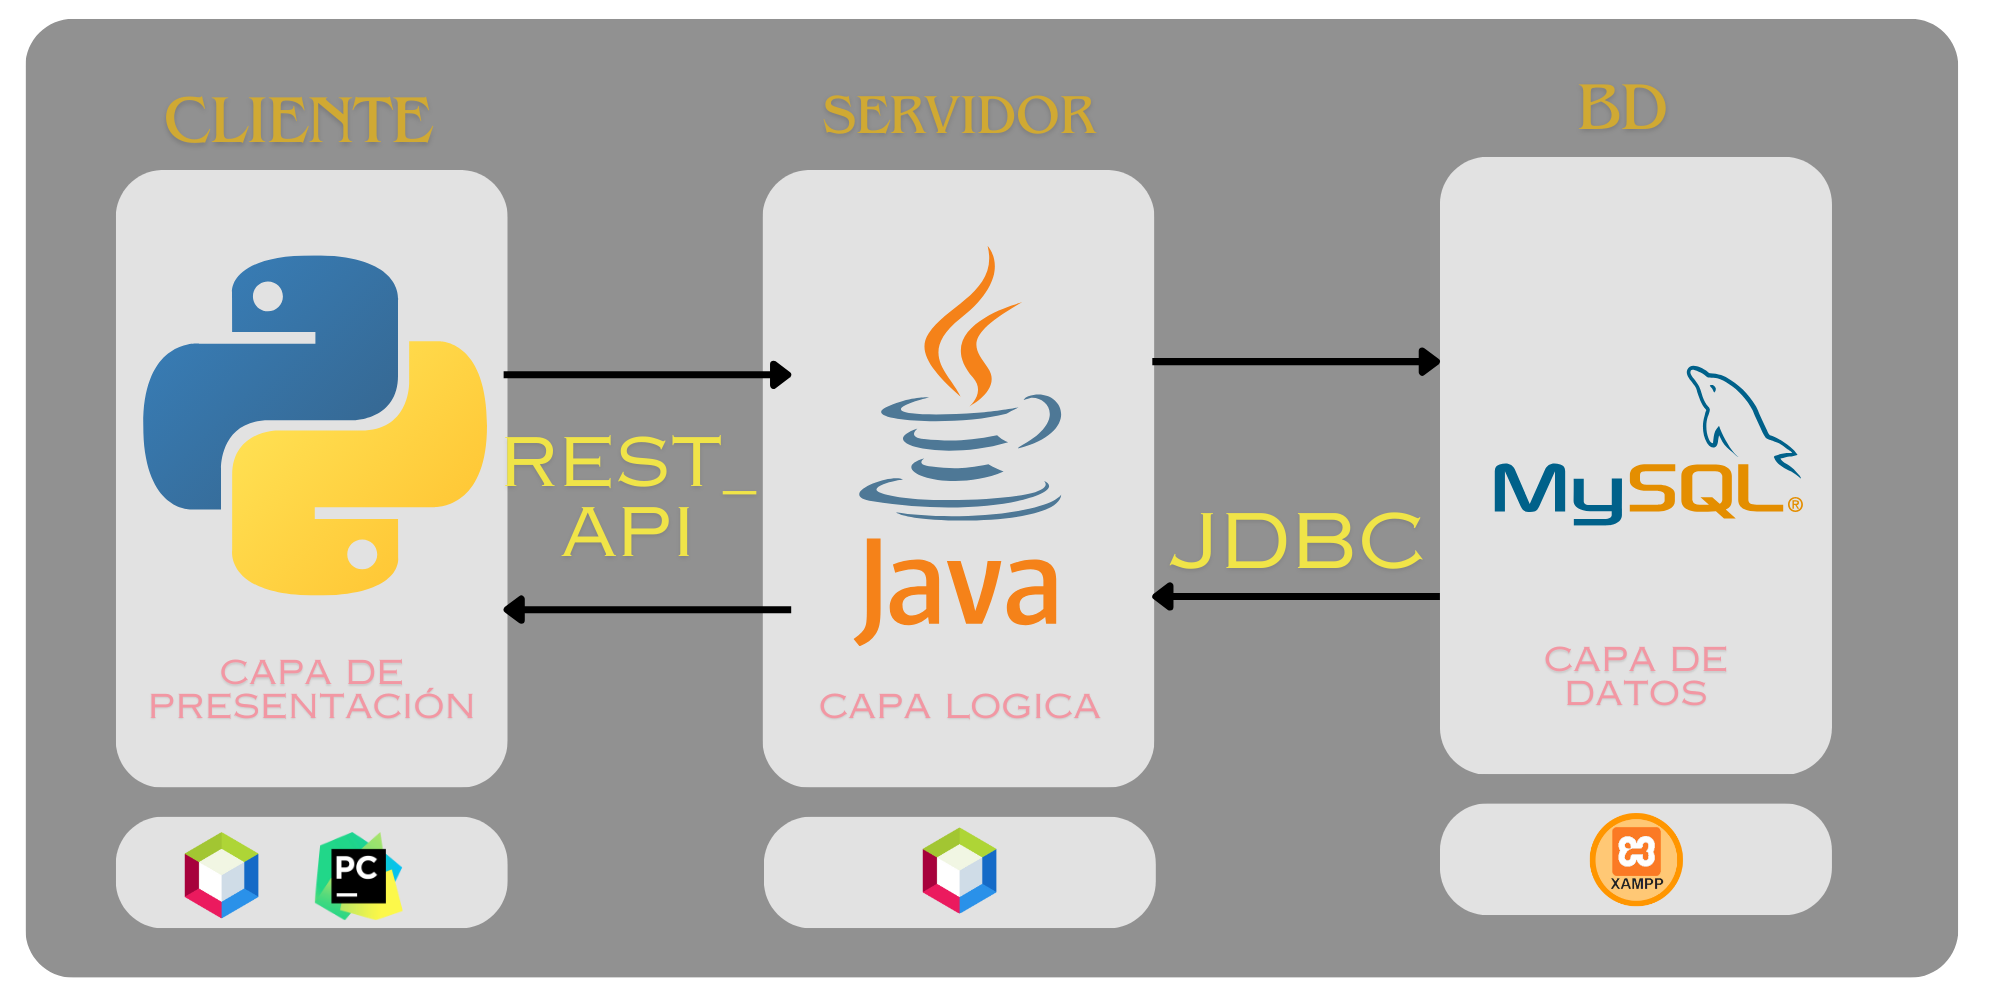 CLIENTE
SERVIDOR
BD
REST_
API
Java
MySQL®
JDBC
CAPA DE
PRESENTACIÓN
CAPA LOGICA
CAPA DE
DATOS
PC
XAMPP